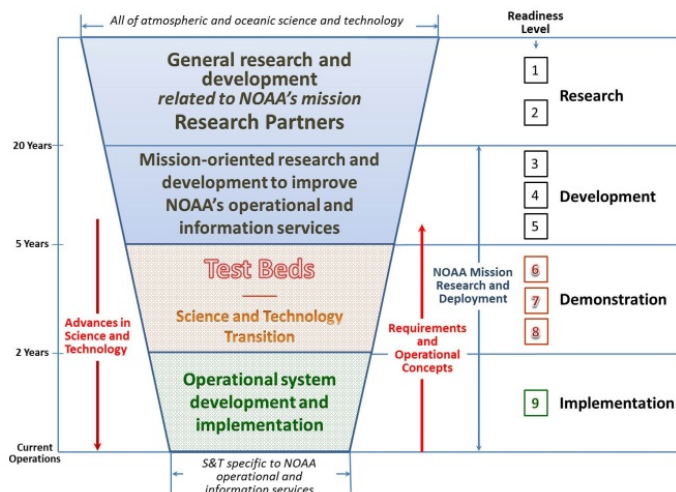 All of atmospheric and oceanic science and technology
Readiness
Level
General research and
development
related to NOAA's mission
Research Partners
1
2
Research
20 Years
Mission-oriented research and
development to improve
NOAA's operational and
information services
3
4
5
Development
5 Years
Test Beds
Science and Technology
Transition
6
7
8
Demonstration
NOAA Mission
Research and
Deployment
Advances in
Science and
Technology
Requirements and
Operational
Concepts
2 Years
Operational system
development and
implementation
9
Implementation
Current
Operations
S&T specific to NOAA
operational and
information services